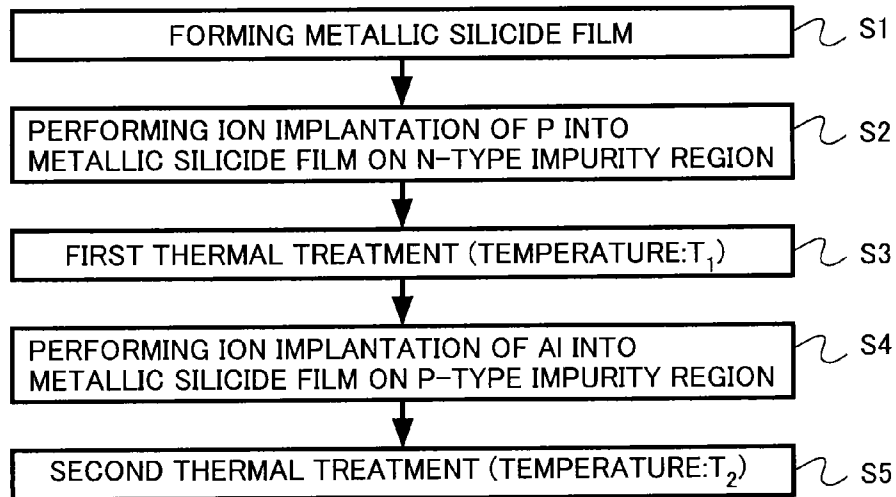 FORMING METALLIC SILICIDE FILM S1
PERFORMING ION IMPLANTATION OF P INTO
METALLIC SILICIDE FILM ON N-TYPE IMPURITY REGION
S2
FIRST THERMAL TREATMENT (TEMPERATURE:T₁) S3
PERFORMING ION IMPLANTATION OF Al INTO
METALLIC SILICIDE FILM ON P-TYPE IMPURITY REGION
S4
SECOND THERMAL TREATMENT (TEMPERATURE:T₂) S5